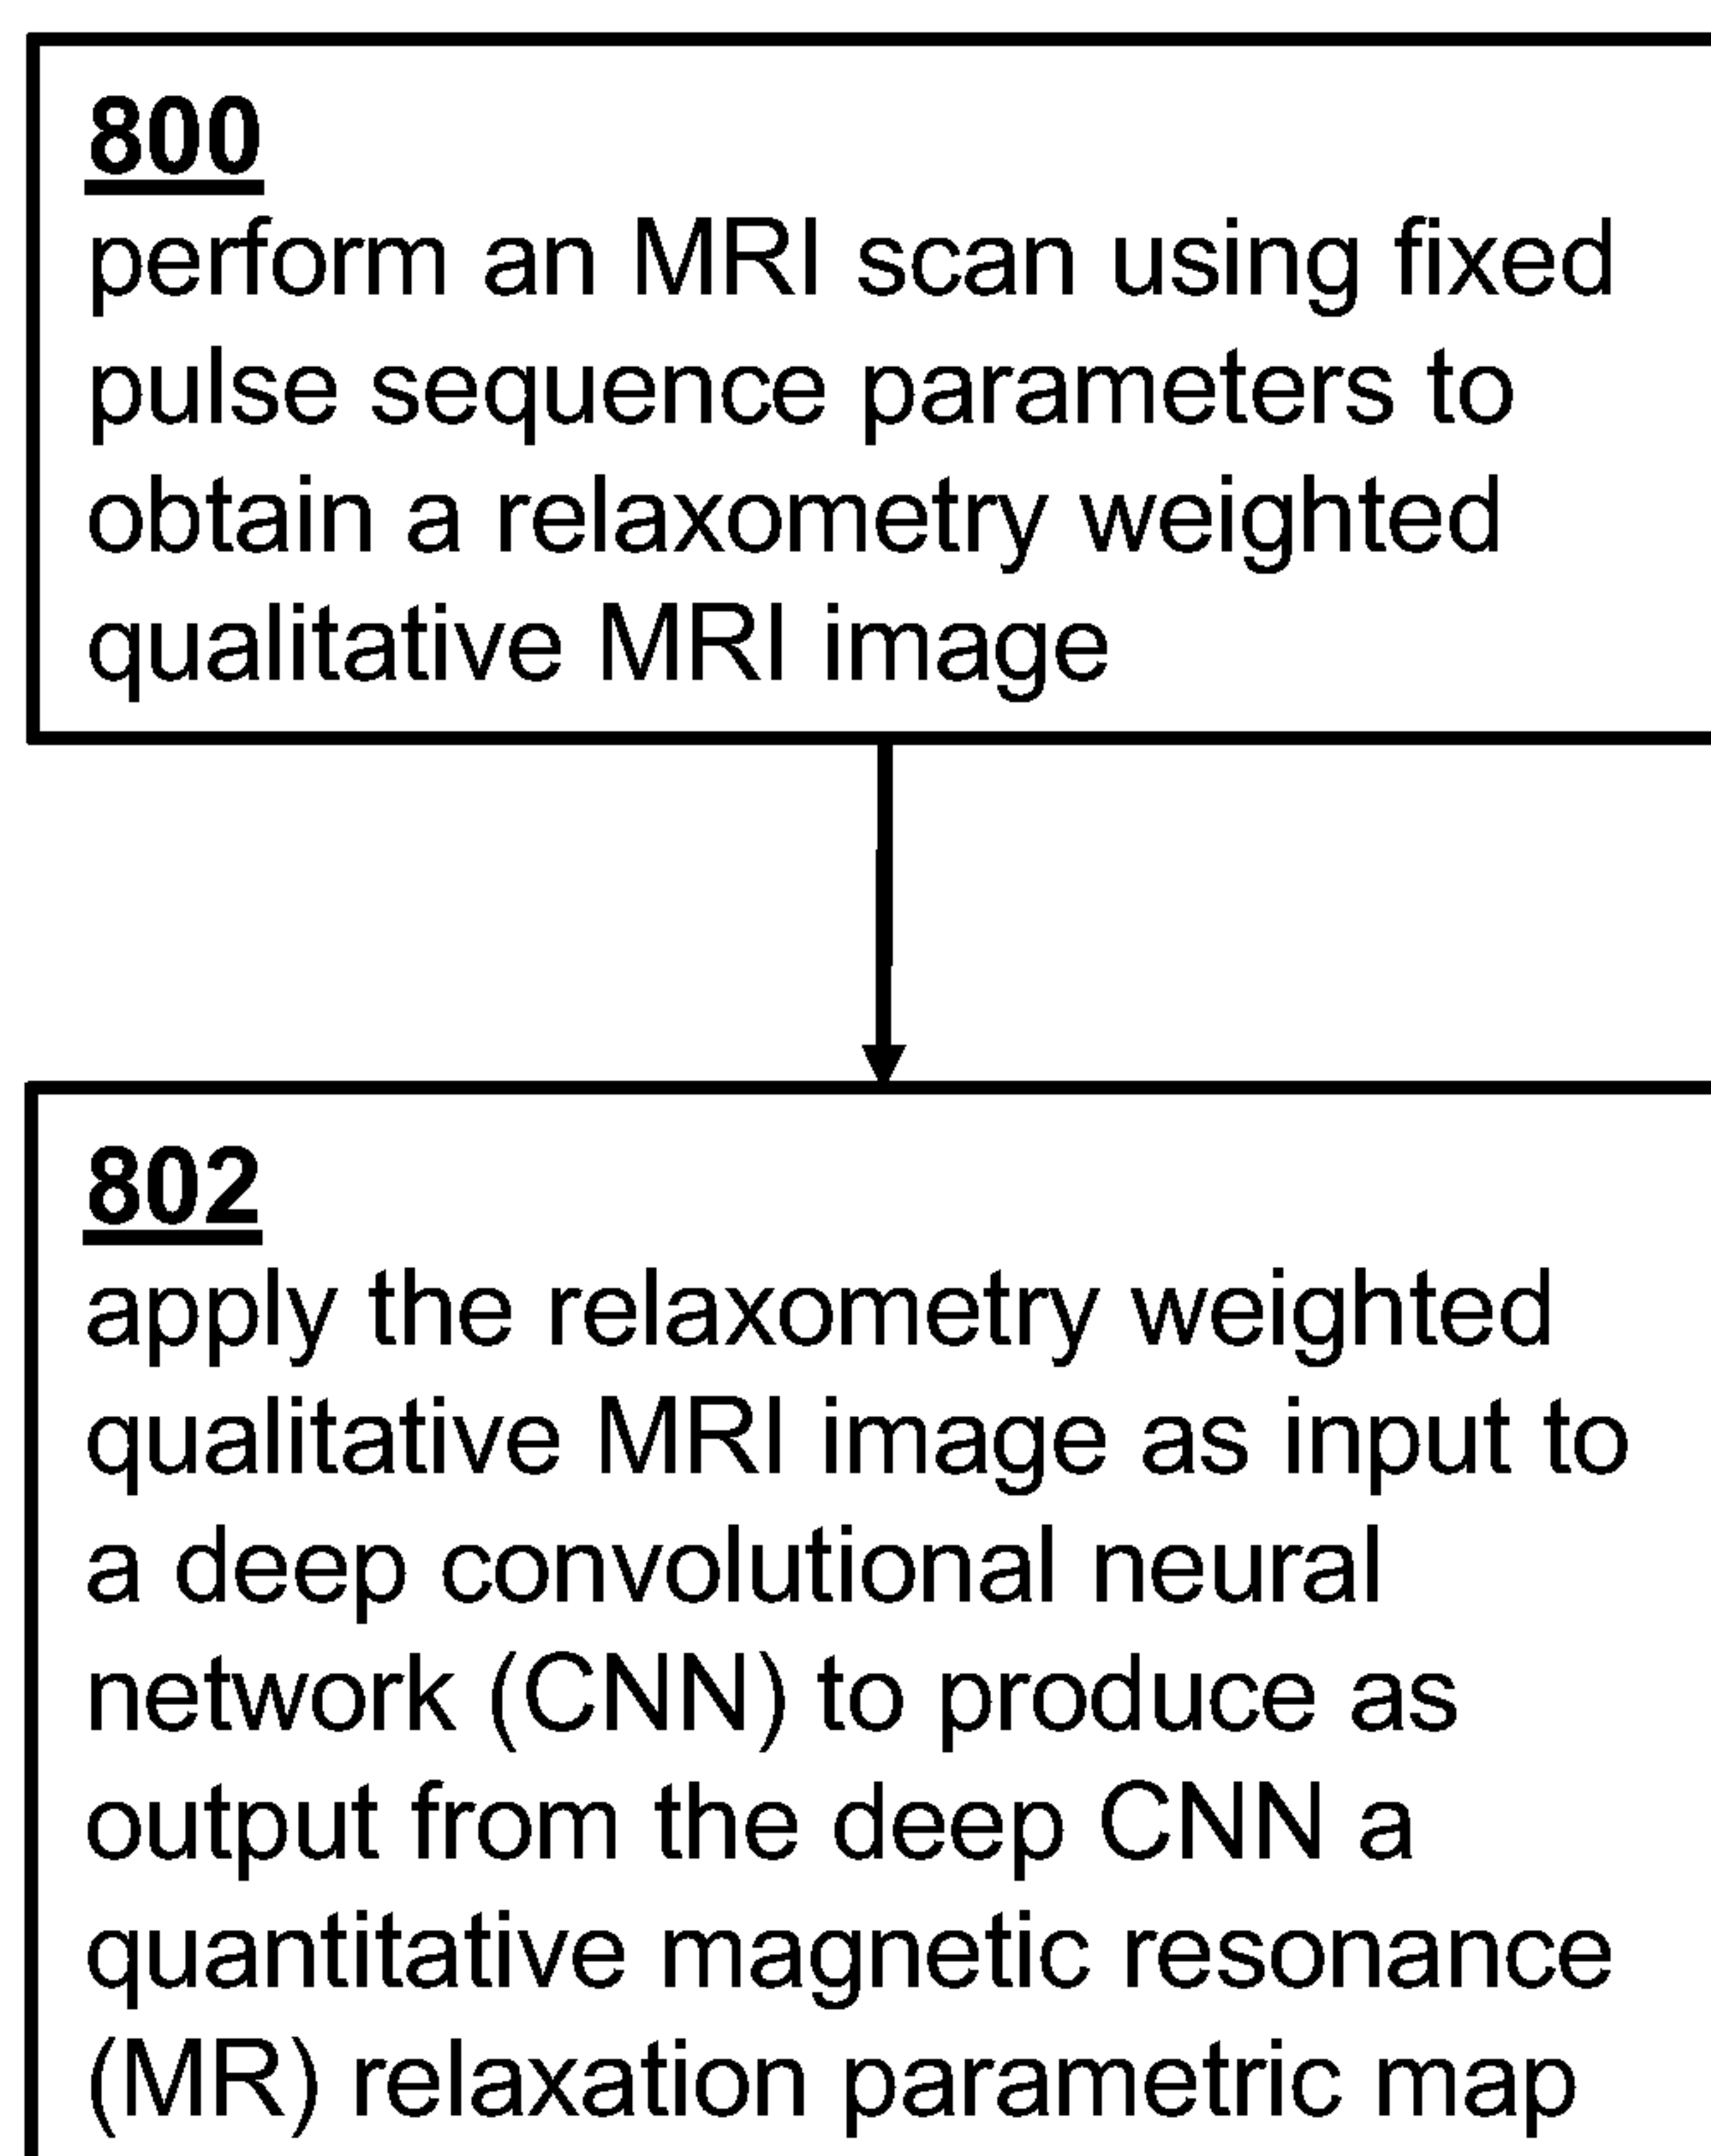 800
perform an MRI scan using fixed
pulse sequence parameters to
obtain a relaxometry weighted
qualitative MRI image
802
apply the relaxometry weighted
qualitative MRI image as input to
a deep convolutional neural
network (CNN) to produce as
output from the deep CNN a
quantitative magnetic resonance
(MR) relaxation parametric map